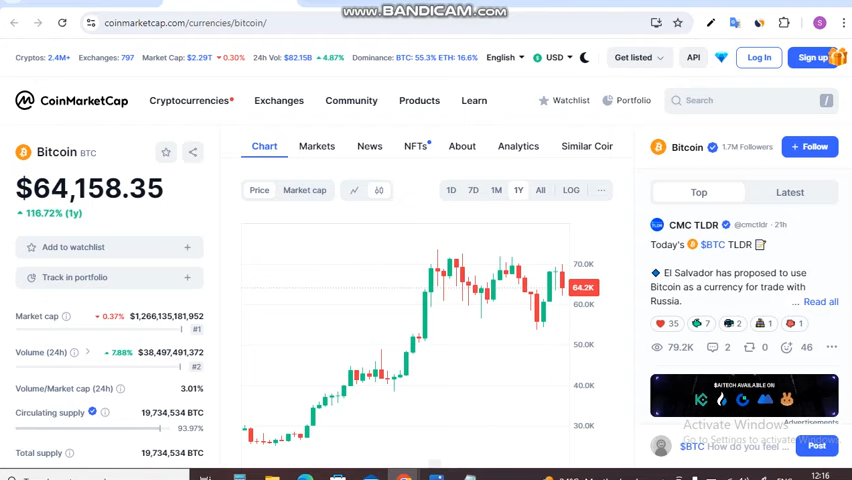 www.BANDICAM.com
coinmarketcap.com/currencies/bitcoin/
S
Cryptos: 2.4M+ Exchanges: 797 Market Cap: $2.29T 0.30% 24h Vol: $82.15B 4.87% Dominance: BTC: 55.3% ETH: 16.6% English USD Get listed API Log In Sign up
CoinMarketCap Cryptocurrencies Exchanges Community Products Learn Watchlist Portfolio Search /
Bitcoin BTC
$64,158.35
116.72% (1y)
Add to watchlist +
Track in portfolio +
Market cap 0.37% $1,266,135,181,952
#1
Volume (24h) 7.88% $38,497,491,372
#2
Volume/Market cap (24h) 3.01%
Circulating supply 19,734,534 BTC
93.97%
Total supply 19,734,534 BTC
Chart Markets News NFTs About Analytics Similar Coin
Price Market cap 1D 7D 1M 1Y All LOG ...
70.0K
64.2K
60.0K
50.0K
40.0K
30.0K
Bitcoin 1.7M Followers + Follow
Top Latest
CMC TLDR @cmctldr · 21h
TLDR
Today's $BTC TLDR
El Salvador has proposed to use
Bitcoin as a currency for trade with
Russia. ... Read all
35 7 2 1 1
79.2K 2 0 46 ...
$AITECH AVAILABLE ON
Advertisements
Activate Windows
Go to Settings to activate Windows.
$BTC How do you feel ... Post
ENG 12:16